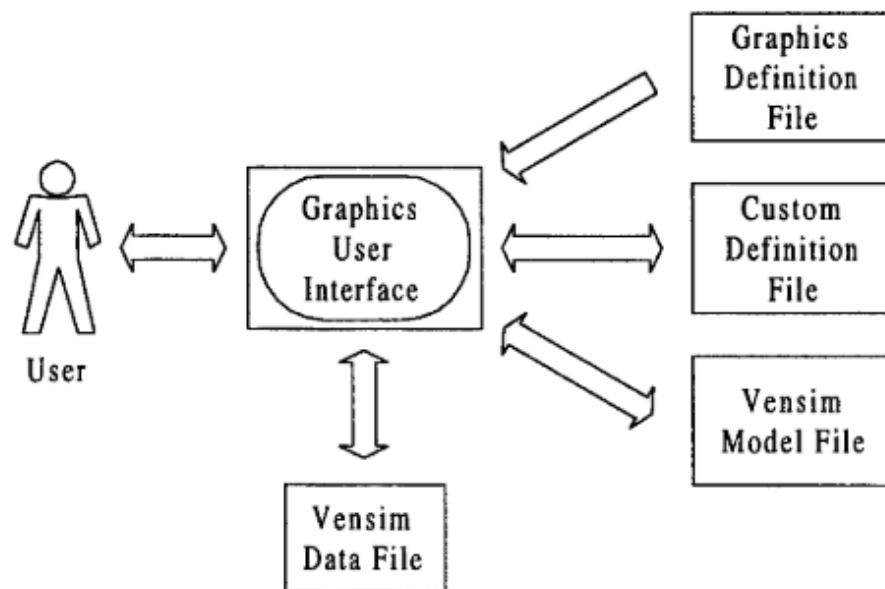 Graphics
Definition
File
Graphics
User
Interface
Custom
Definition
File
User
Vensim
Model File
Vensim
Data File